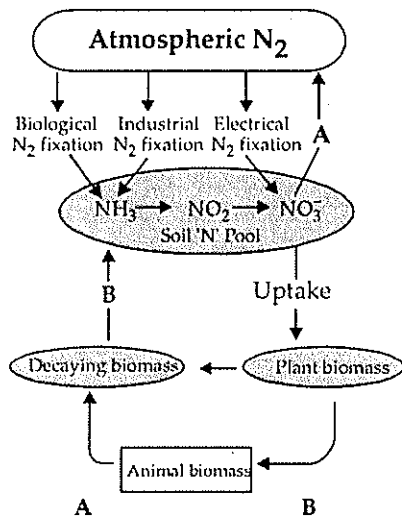 Atmospheric N₂
Biological Industrial Electrical
N₂ fixation N₂ fixation N₂ fixation
A
NH₃ NO₂ NO₃⁻
Soil 'N' Pool
B
Uptake
Decaying biomass Plant biomass
Animal biomass
A B